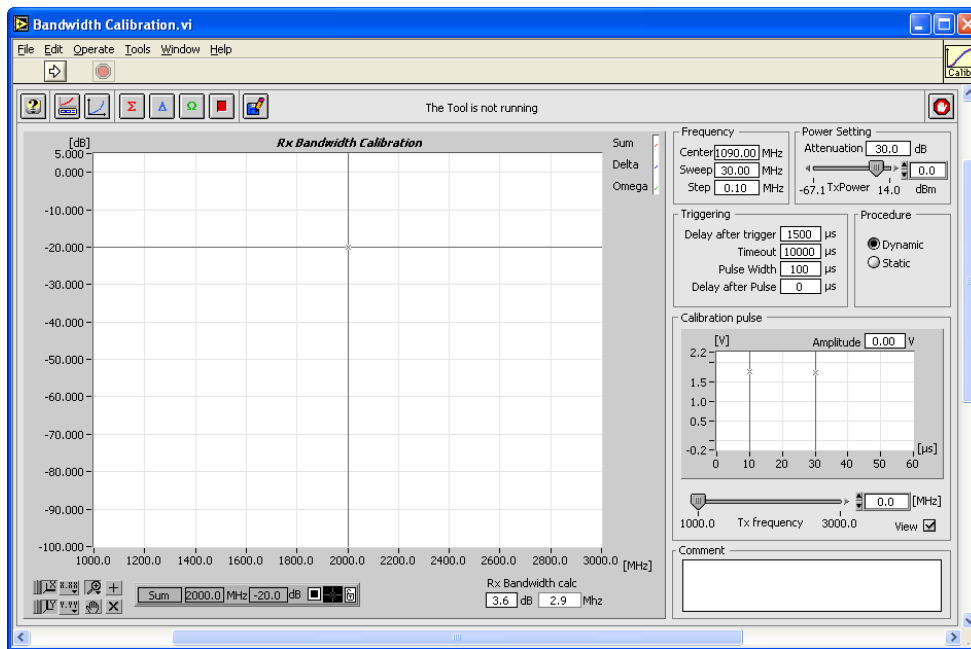 Bandwidth Calibration.vi
File Edit Operate Tools Window Help
Calib
? Σ Δ Ω The Tool is not running
[dB] Rx Bandwidth Calibration
5.000
0.000
-10.000
-20.000
-30.000
-40.000
-50.000
-60.000
-70.000
-80.000
-90.000
-100.000
1000.0 1200.0 1400.0 1600.0 1800.0 2000.0 2200.0 2400.0 2600.0 2800.0 3000.0 [MHz]
Sum
Delta
Omega
Sum 2000.0 MHz -20.0 dB
Rx Bandwidth calc
3.6 dB 2.9 Mhz
Frequency
Center 1090.00 MHz
Sweep 30.00 MHz
Step 0.10 MHz
Power Setting
Attenuation 30.0 dB
0.0
-67.1 TxPower 14.0 dBm
Triggering
Delay after trigger 1500 µs
Timeout 10000 µs
Pulse Width 100 µs
Delay after Pulse 0 µs
Procedure
Dynamic
Static
Calibration pulse
[V] Amplitude 0.00 V
2.2
1.5
1.0
0.5
-0.2
0 10 20 30 40 50 60 [µs]
0.0 [MHz]
1000.0 Tx frequency 3000.0 View
Comment